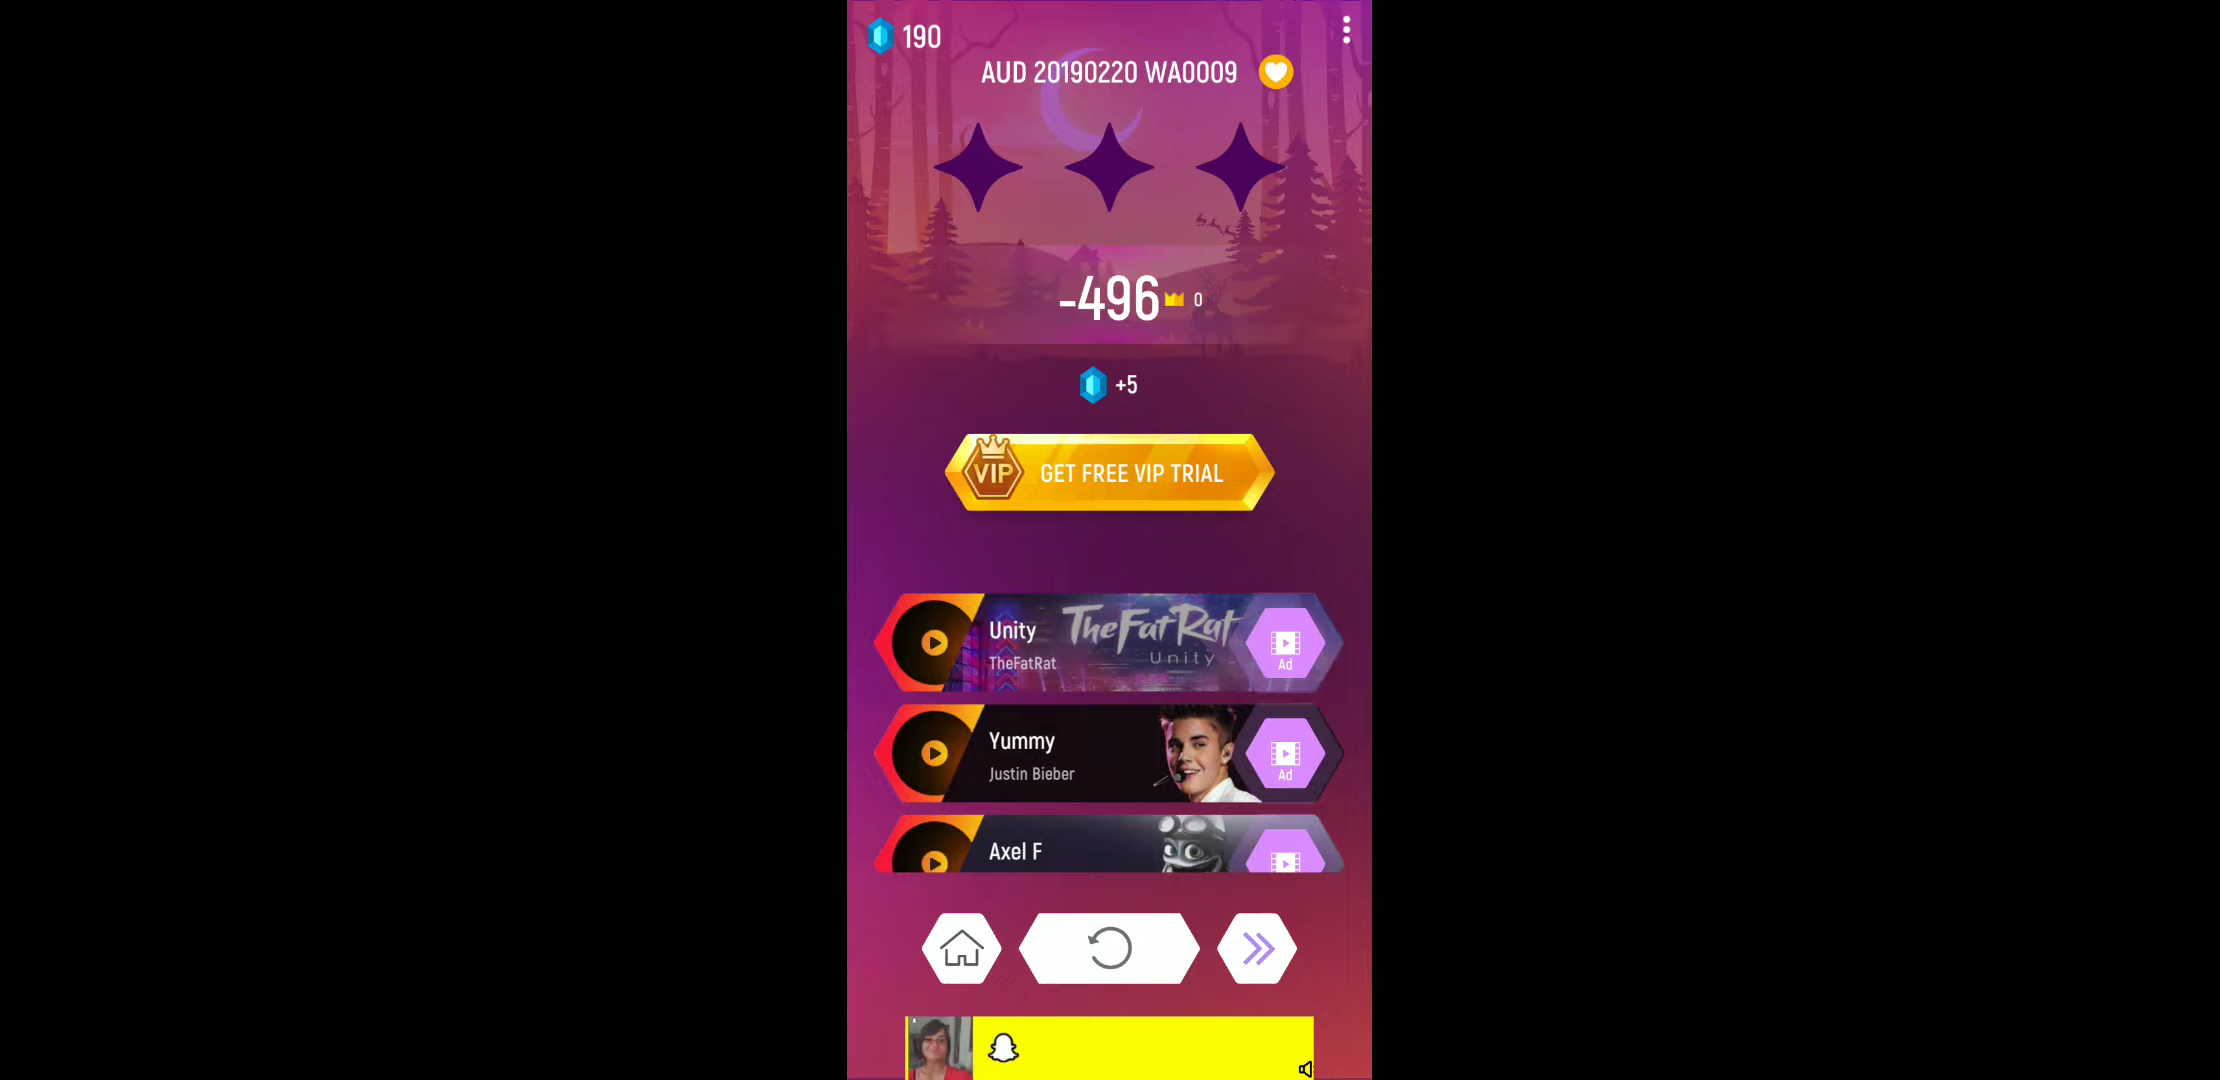 190
AUD 20190220 WA0009
-496 0
+5
VIP GET FREE VIP TRIAL
Unity
TheFatRat
TheFatRat
Unity
Ad
Yummy
Justin Bieber
Ad
Axel F